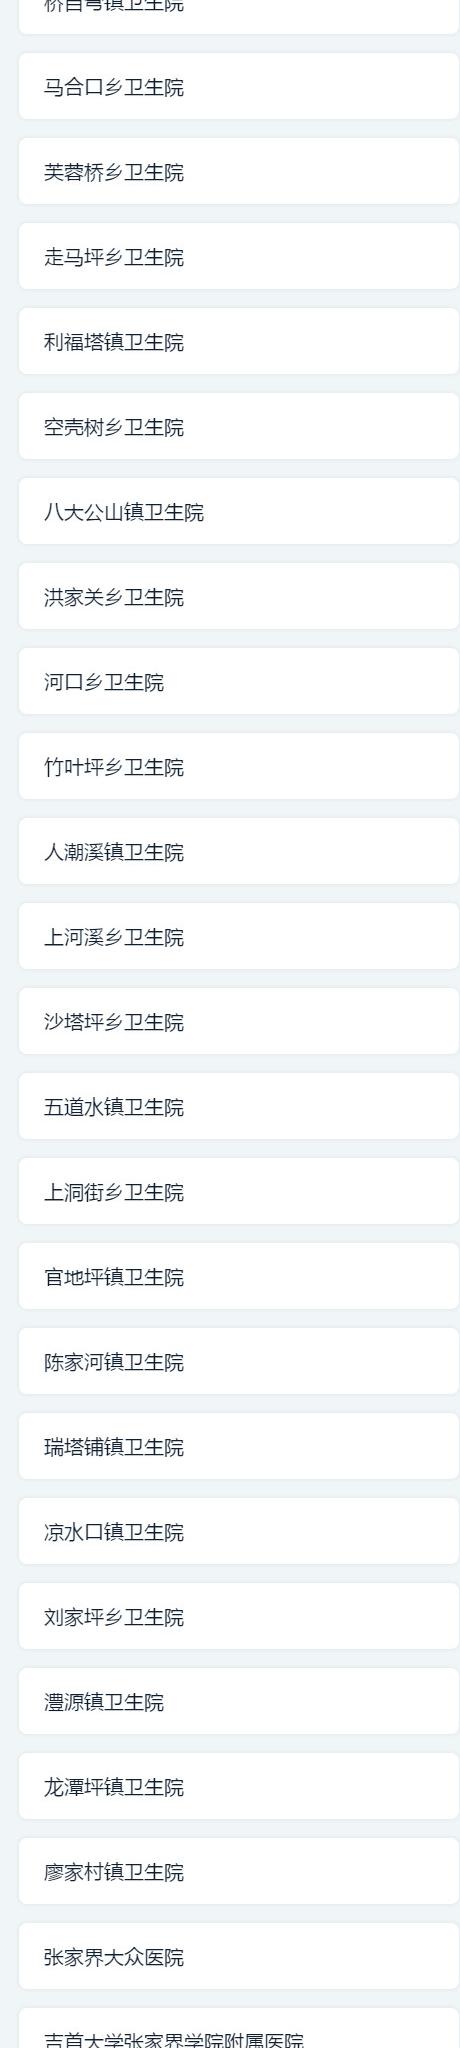 桥自弯镇卫生院
马合口乡卫生院
芙蓉桥乡卫生院
走马坪乡卫生院
利福塔镇卫生院
空壳树乡卫生院
八大公山镇卫生院
洪家关乡卫生院
河口乡卫生院
竹叶坪乡卫生院
人潮溪镇卫生院
上河溪乡卫生院
沙塔坪乡卫生院
五道水镇卫生院
上洞街乡卫生院
官地坪镇卫生院
陈家河镇卫生院
瑞塔铺镇卫生院
凉水口镇卫生院
刘家坪乡卫生院
澧源镇卫生院
龙潭坪镇卫生院
廖家村镇卫生院
张家界大众医院
吉首大学张家界学院附属医院